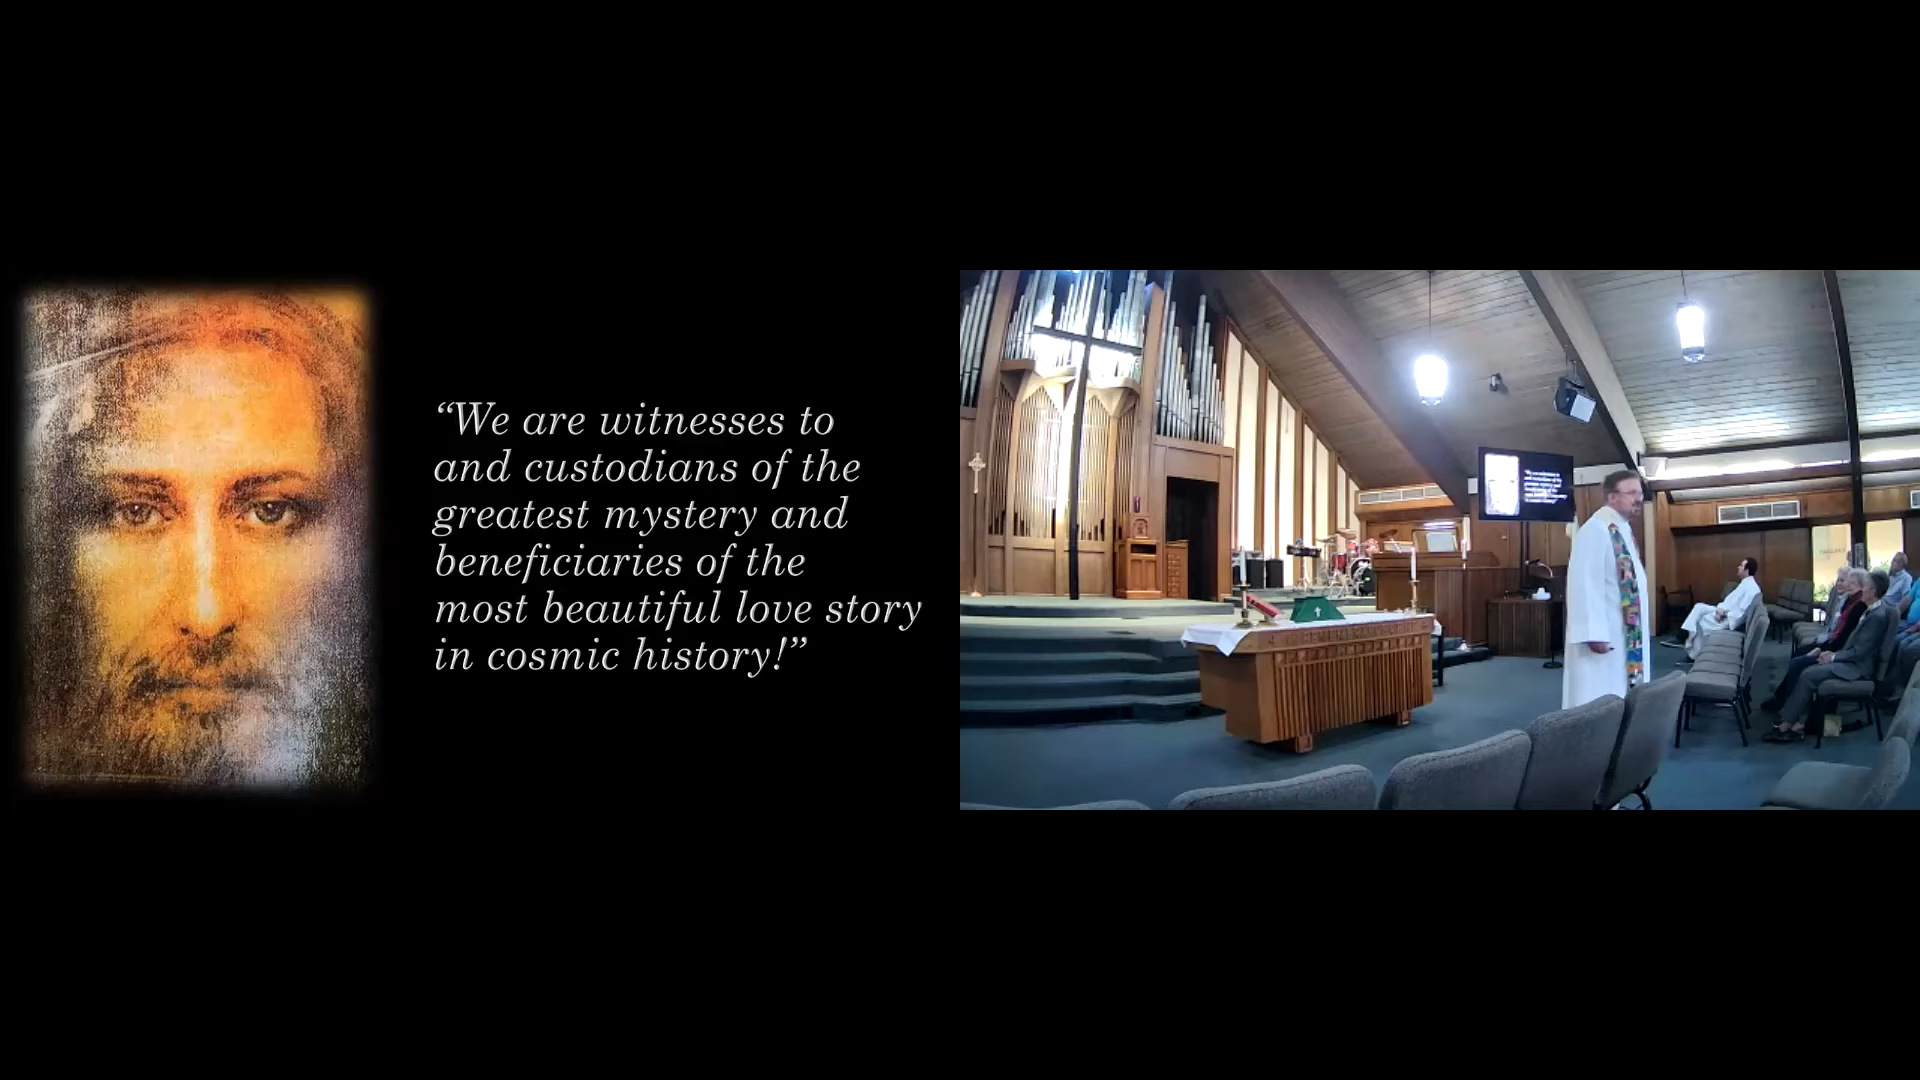 “We are witnesses to
and custodians of the
greatest mystery and
beneficiaries of the
most beautiful love story
in cosmic history!”